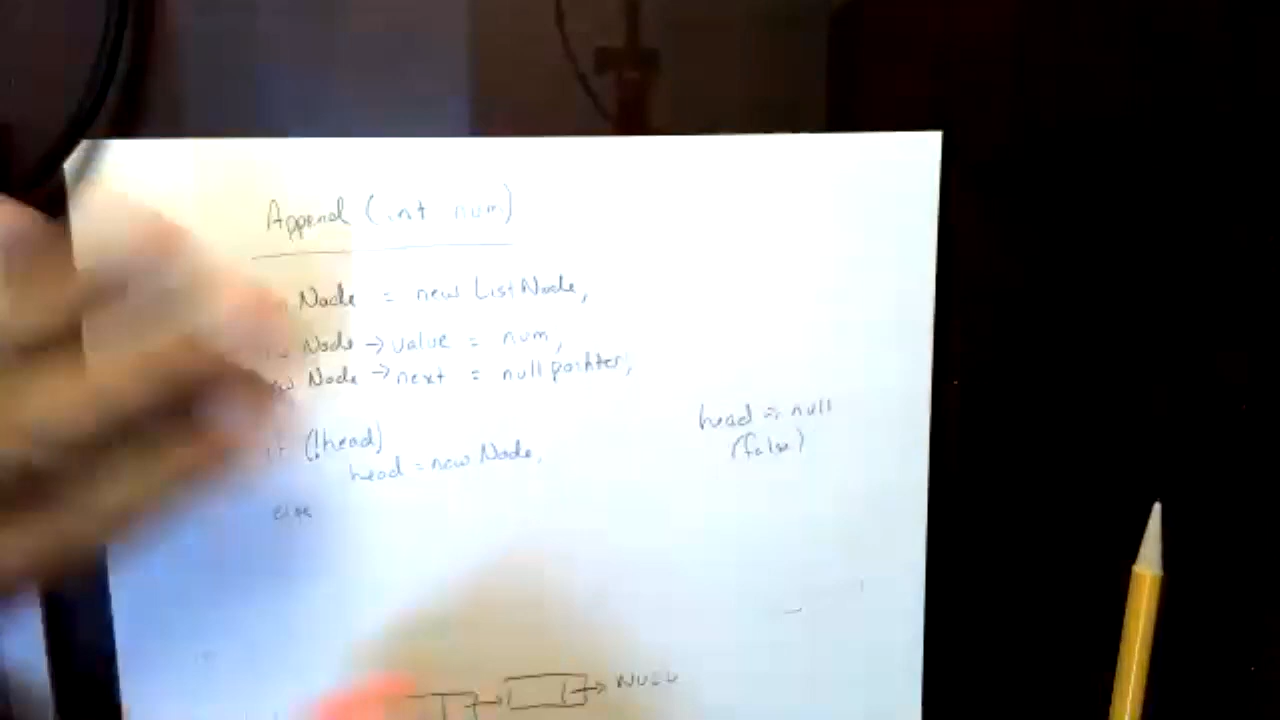 Append (int num)
Node = new ListNode;
Node → value = num;
Node → next = nullpointer;
(!head)
head = newNode;
else
head = null
(false)
→ NULL